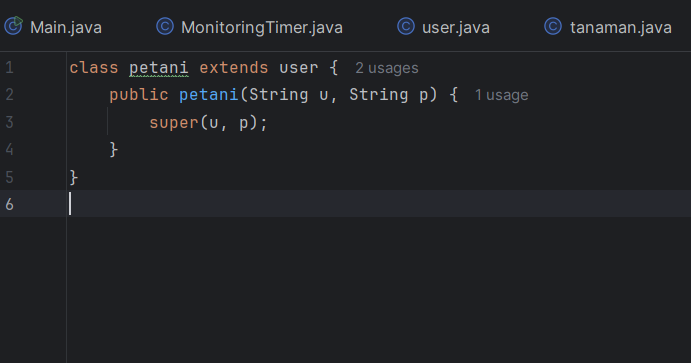 Main.java MonitoringTimer.java user.java tanaman.java
1 class petani extends user { 2 usages
2 public petani(String u, String p) { 1 usage
3 super(u, p);
4 }
5 }
6